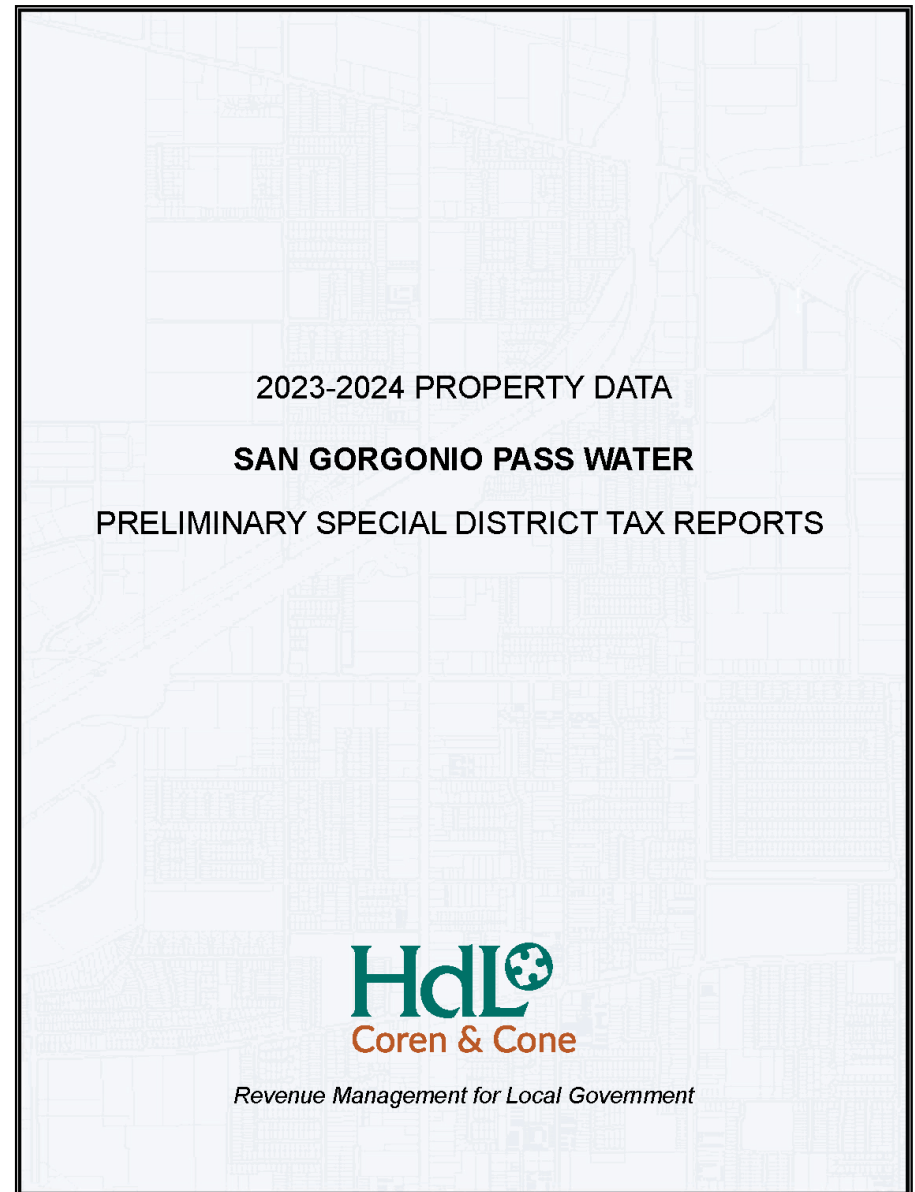 2023-2024 PROPERTY DATA
SAN GORGONIO PASS WATER
PRELIMINARY SPECIAL DISTRICT TAX REPORTS
HdL
Coren & Cone
Revenue Management for Local Government